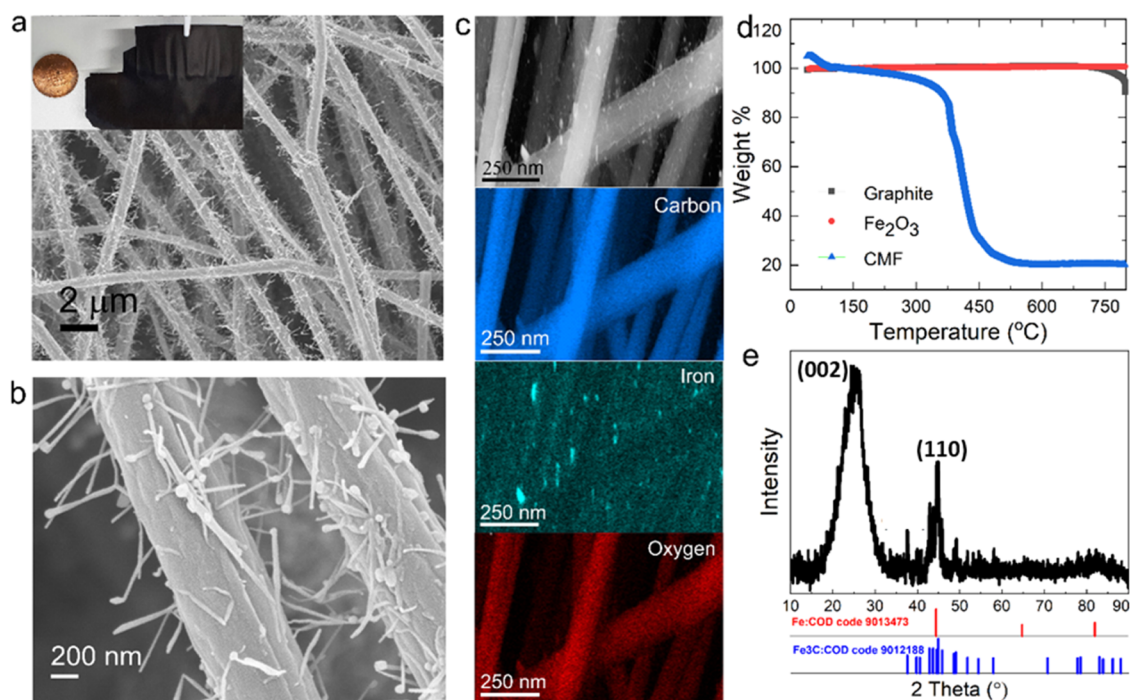 a
2 μm
b
200 nm
c
250 nm
Carbon
250 nm
Iron
250 nm
Oxygen
250 nm
d
120
100
80
60
40
20
Weight %
Graphite
Fe2O3
CMF
0
150
300
450
600
750
Temperature (oC)
e
(002)
(110)
Intensity
10
20
30
40
50
60
70
80
90
Fe:COD code 9013473
Fe3C:COD code 9012188
2 Theta (°)